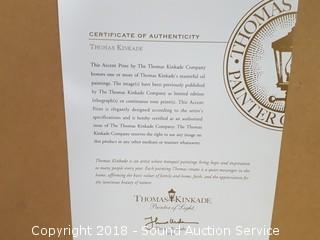 CERTIFICATE OF AUTHENTICITY
THOMAS KINKADE
This Accent Print by The Thomas Kinkade Company
honors one or more of Thomas Kinkade's masterful oil
paintings. The image(s) have been previously published
by The Thomas Kinkade Company as limited edition
lithograph(s) or continuous tone print(s). This Accent
Print is elegantly designed according to the artist's
specifications and is hereby certified as an authorized
issue of The Thomas Kinkade Company. The Thomas
Kinkade Company reserves the right to use any image on
this product in any other medium or manner whatsoever.
Thomas Kinkade is an artist whose tranquil paintings bring hope and inspiration
to many people every year. Each painting Thomas creates is a quiet messenger in the
home, affirming the basic values of family and home, faith, and the appreciation for
the luminous beauty of nature.
THOMAS KINKADE
Painter of Light
THOMAS
PAINTER OF
Copyright 2018 - Sound Auction Service